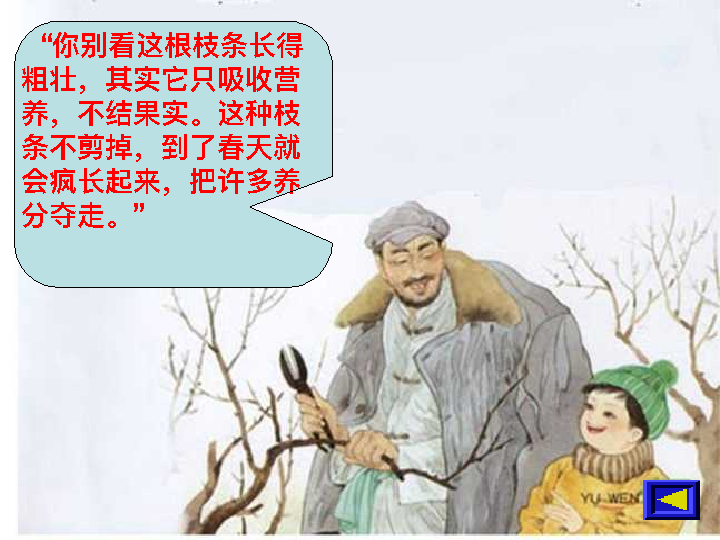 “你别看这根枝条长得
粗壮，其实它只吸收营
养，不结果实。这种枝
条不剪掉，到了春天就
会疯长起来，把许多养
分夺走。”
YU WEN